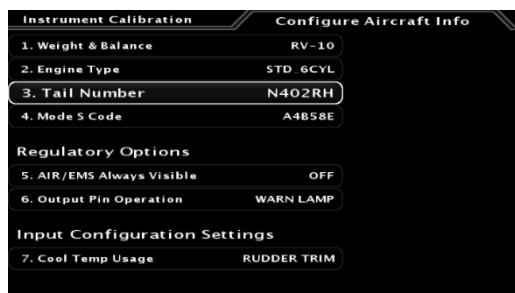 Instrument Calibration Configure Aircraft Info
1. Weight & Balance RV-10
2. Engine Type STD_6CYL
3. Tail Number N402RH
4. Mode S Code A4B58E
Regulatory Options
5. AIR/EMS Always Visible OFF
6. Output Pin Operation WARN LAMP
Input Configuration Settings
7. Cool Temp Usage RUDDER TRIM